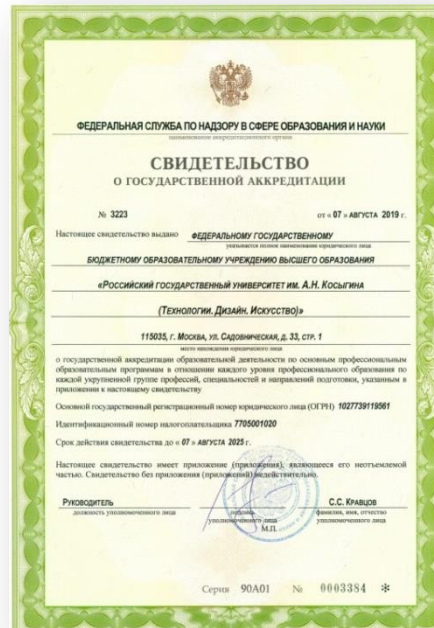 ФЕДЕРАЛЬНАЯ СЛУЖБА ПО НАДЗОРУ В СФЕРЕ ОБРАЗОВАНИЯ И НАУКИ
наименование аккредитационного органа
СВИДЕТЕЛЬСТВО
О ГОСУДАРСТВЕННОЙ АККРЕДИТАЦИИ
№ 3223 от « 07 » АВГУСТА 2019 г.
Настоящее свидетельство выдано ФЕДЕРАЛЬНОМУ ГОСУДАРСТВЕННОМУ
указывается полное наименование юридического лица
БЮДЖЕТНОМУ ОБРАЗОВАТЕЛЬНОМУ УЧРЕЖДЕНИЮ ВЫСШЕГО ОБРАЗОВАНИЯ
«РОССИЙСКИЙ ГОСУДАРСТВЕННЫЙ УНИВЕРСИТЕТ ИМ. А.Н. КОСЫГИНА
(ТЕХНОЛОГИИ. ДИЗАЙН. ИСКУССТВО)»
115035, Г. МОСКВА, УЛ. САДОВНИЧЕСКАЯ, Д. 33, СТР. 1
место нахождения юридического лица
о государственной аккредитации образовательной деятельности по основным профессиональным
образовательным программам в отношении каждого уровня профессионального образования по
каждой укрупненной группе профессий, специальностей и направлений подготовки, указанным в
приложении к настоящему свидетельству
Основной государственный регистрационный номер юридического лица (ОГРН) 1027739119561
Идентификационный номер налогоплательщика 7705001020
Срок действия свидетельства до « 07 » АВГУСТА 2025 г.
Настоящее свидетельство имеет приложение (приложения), являющееся его неотъемлемой
частью. Свидетельство без приложения (приложений) недействительно.
РУКОВОДИТЕЛЬ С.С. КРАВЦОВ
должность уполномоченного лица подпись уполномоченного лица фамилия, имя, отчество уполномоченного лица
М.П.
Серия 90А01 № 0003384 *